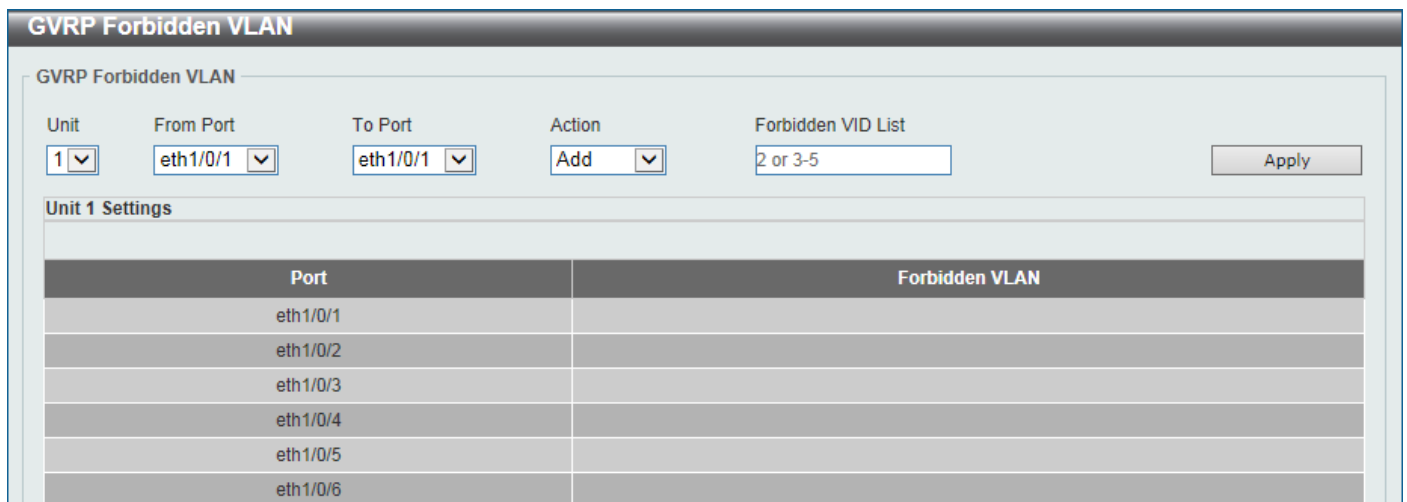 GVRP Forbidden VLAN
GVRP Forbidden VLAN
Unit From Port To Port Action Forbidden VID List
1 eth1/0/1 eth1/0/1 Add 2 or 3-5 Apply
Unit 1 Settings
Port Forbidden VLAN
eth1/0/1
eth1/0/2
eth1/0/3
eth1/0/4
eth1/0/5
eth1/0/6